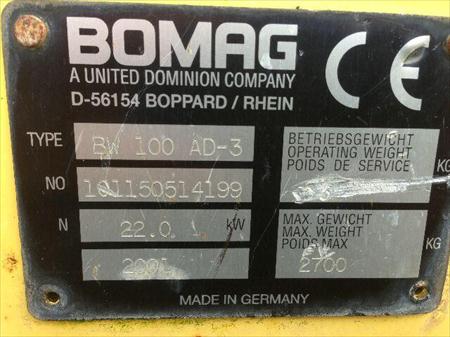 BOMAG
A UNITED DOMINION COMPANY
D-56154 BOPPARD / RHEIN
CE
TYPE BW 100 AD-3
NO 101150514199
N 22.0 kW
BETRIEBSGEWICHT
OPERATING WEIGHT
POIDS DE SERVICE KG
MAX. GEWICHT
MAX. WEIGHT
POIDS MAX KG
2700
MADE IN GERMANY